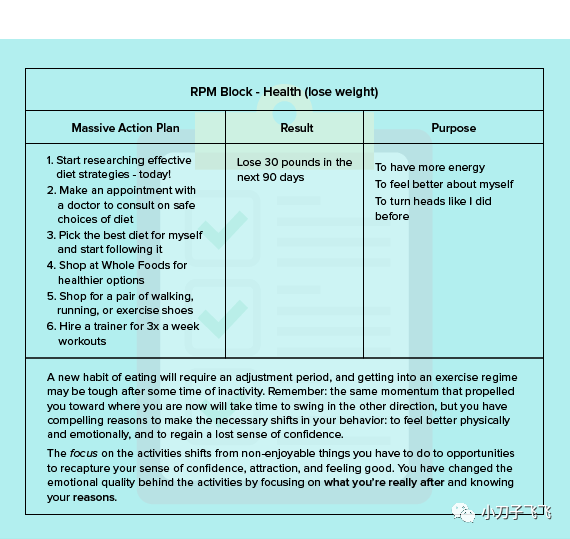 RPM Block - Health (lose weight)
Massive Action Plan
Result
Purpose
1. Start researching effective
diet strategies - today!
2. Make an appointment with
a doctor to consult on safe
choices of diet
3. Pick the best diet for myself
and start following it
4. Shop at Whole Foods for
healthier options
5. Shop for a pair of walking,
running, or exercise shoes
6. Hire a trainer for 3x a week
workouts
Lose 30 pounds in the
next 90 days
To have more energy
To feel better about myself
To turn heads like I did
before
A new habit of eating will require an adjustment period, and getting into an exercise regime
may be tough after some time of inactivity. Remember: the same momentum that propelled
you toward where you are now will take time to swing in the other direction, but you have
compelling reasons to make the necessary shifts in your behavior: to feel better physically
and emotionally, and to regain a lost sense of confidence.
The focus on the activities shifts from non-enjoyable things you have to do to opportunities
to recapture your sense of confidence, attraction, and feeling good. You have changed the
emotional quality behind the activities by focusing on what you're really after and knowing
your reasons.
小刀子飞飞